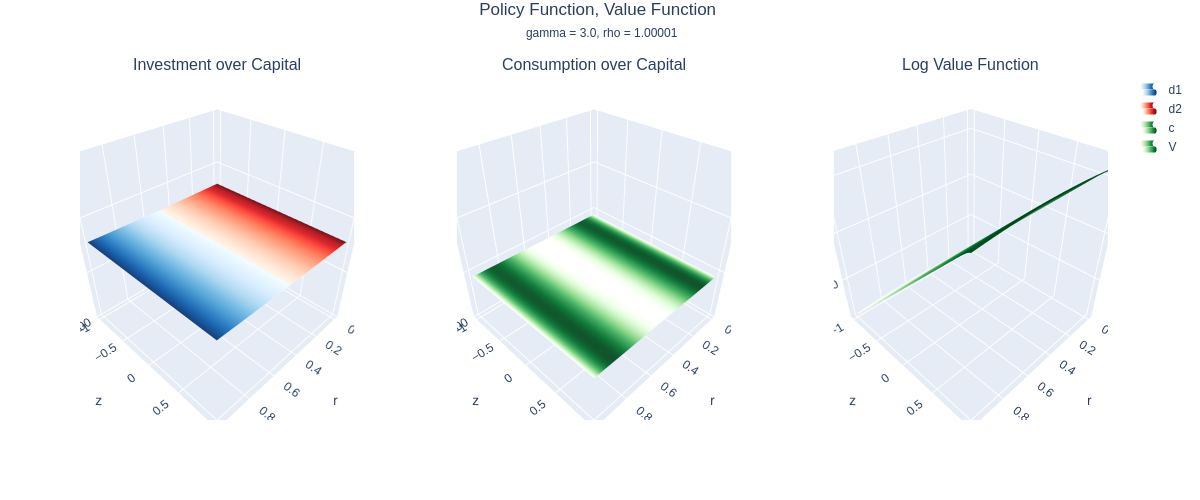 Policy Function, Value Function
gamma = 3.0, rho = 1.00001
Investment over Capital
Consumption over Capital
Log Value Function
d1
d2
c
V
−0.5
0
0.5
z
0
0.2
0.4
0.6
0.8
r
−0.5
0
0.5
z
0
0.2
0.4
0.6
0.8
r
0
−1
−0.5
0
0.5
z
0
0.2
0.4
0.6
0.8
r